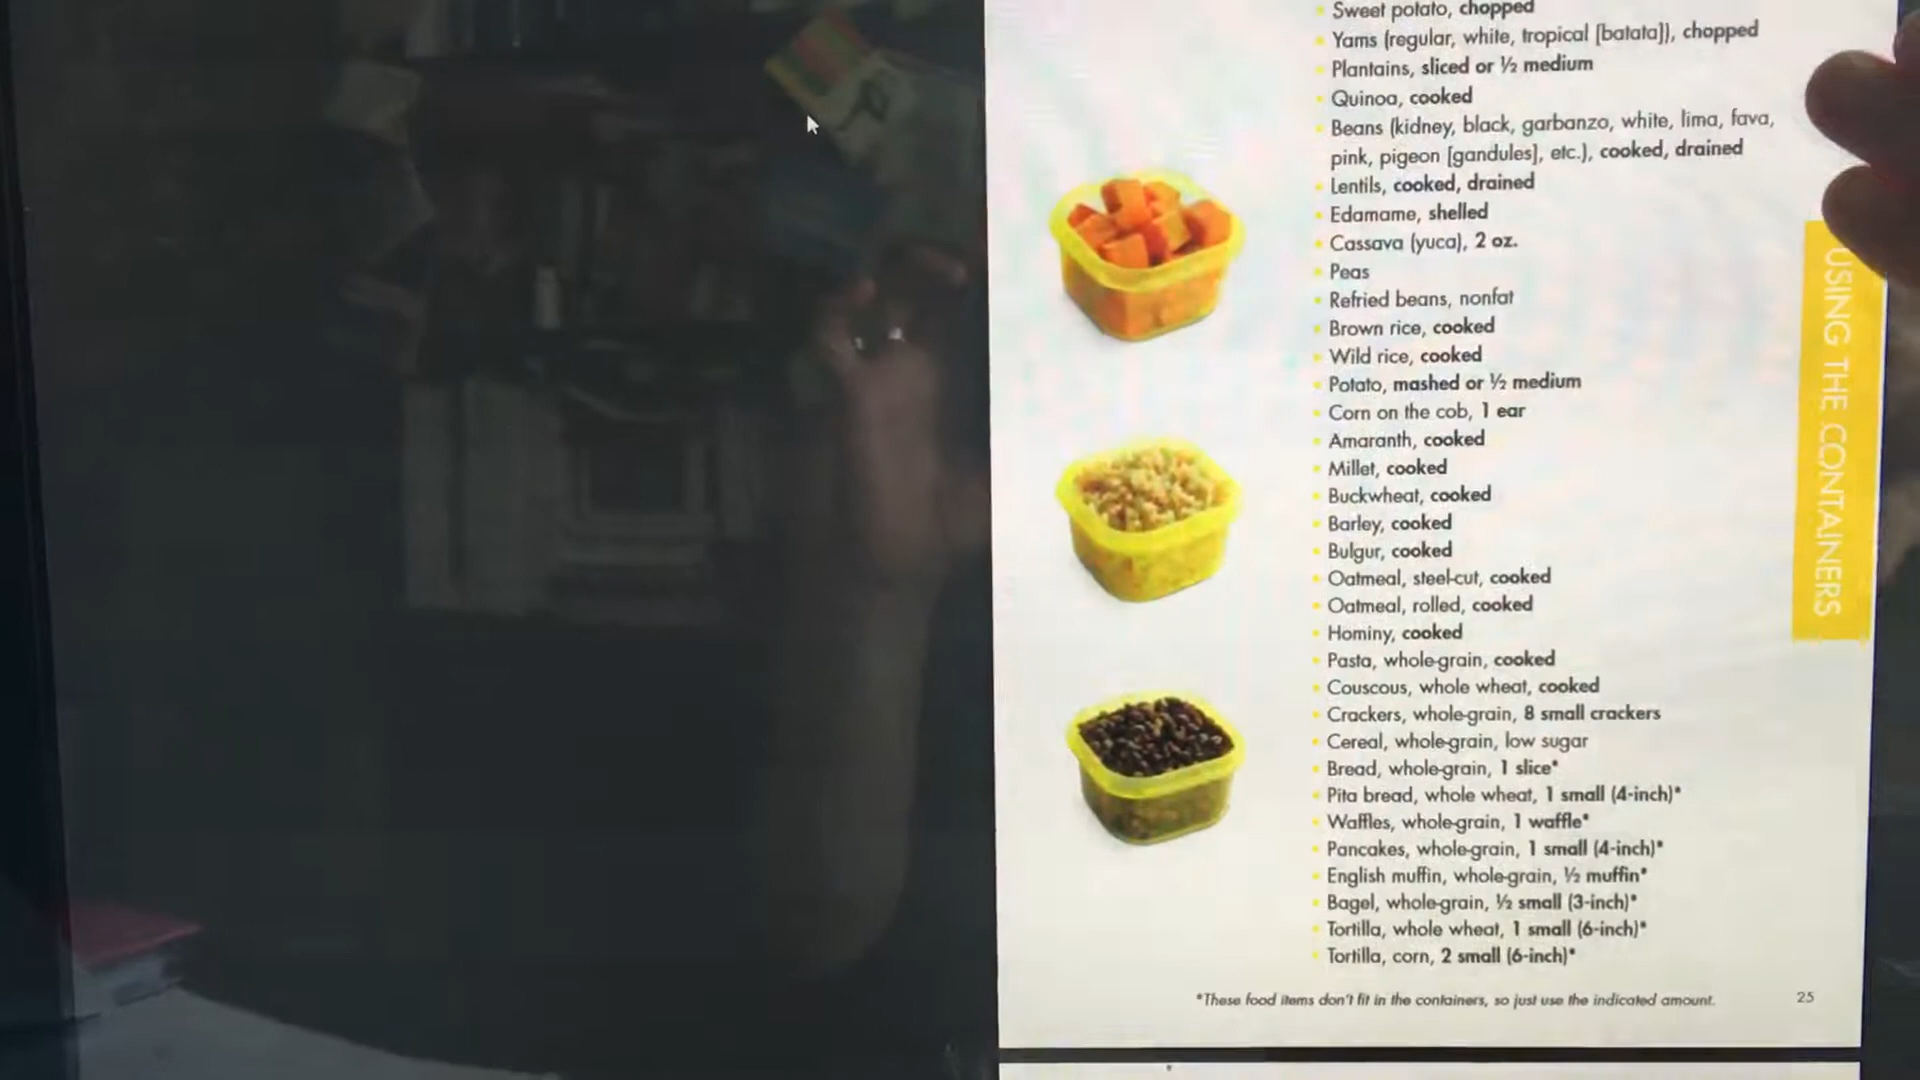 Sweet potato, chopped
Yams (regular, white, tropical [batata]), chopped
Plantains, sliced or ½ medium
Quinoa, cooked
Beans (kidney, black, garbanzo, white, lima, fava,
pink, pigeon [gandules], etc.), cooked, drained
Lentils, cooked, drained
Edamame, shelled
Cassava (yuca), 2 oz.
Peas
Refried beans, nonfat
Brown rice, cooked
Wild rice, cooked
Potato, mashed or ½ medium
Corn on the cob, 1 ear
Amaranth, cooked
Millet, cooked
Buckwheat, cooked
Barley, cooked
Bulgur, cooked
Oatmeal, steel-cut, cooked
Oatmeal, rolled, cooked
Hominy, cooked
Pasta, whole-grain, cooked
Couscous, whole wheat, cooked
Crackers, whole-grain, 8 small crackers
Cereal, whole-grain, low sugar
Bread, whole-grain, 1 slice*
Pita bread, whole wheat, 1 small (4-inch)*
Waffles, whole-grain, 1 waffle*
Pancakes, whole-grain, 1 small (4-inch)*
English muffin, whole-grain, ½ muffin*
Bagel, whole-grain, ½ small (3-inch)*
Tortilla, whole wheat, 1 small (6-inch)*
Tortilla, corn, 2 small (6-inch)*
*These food items don't fit in the containers, so just use the indicated amount.
25
USING THE CONTAINERS